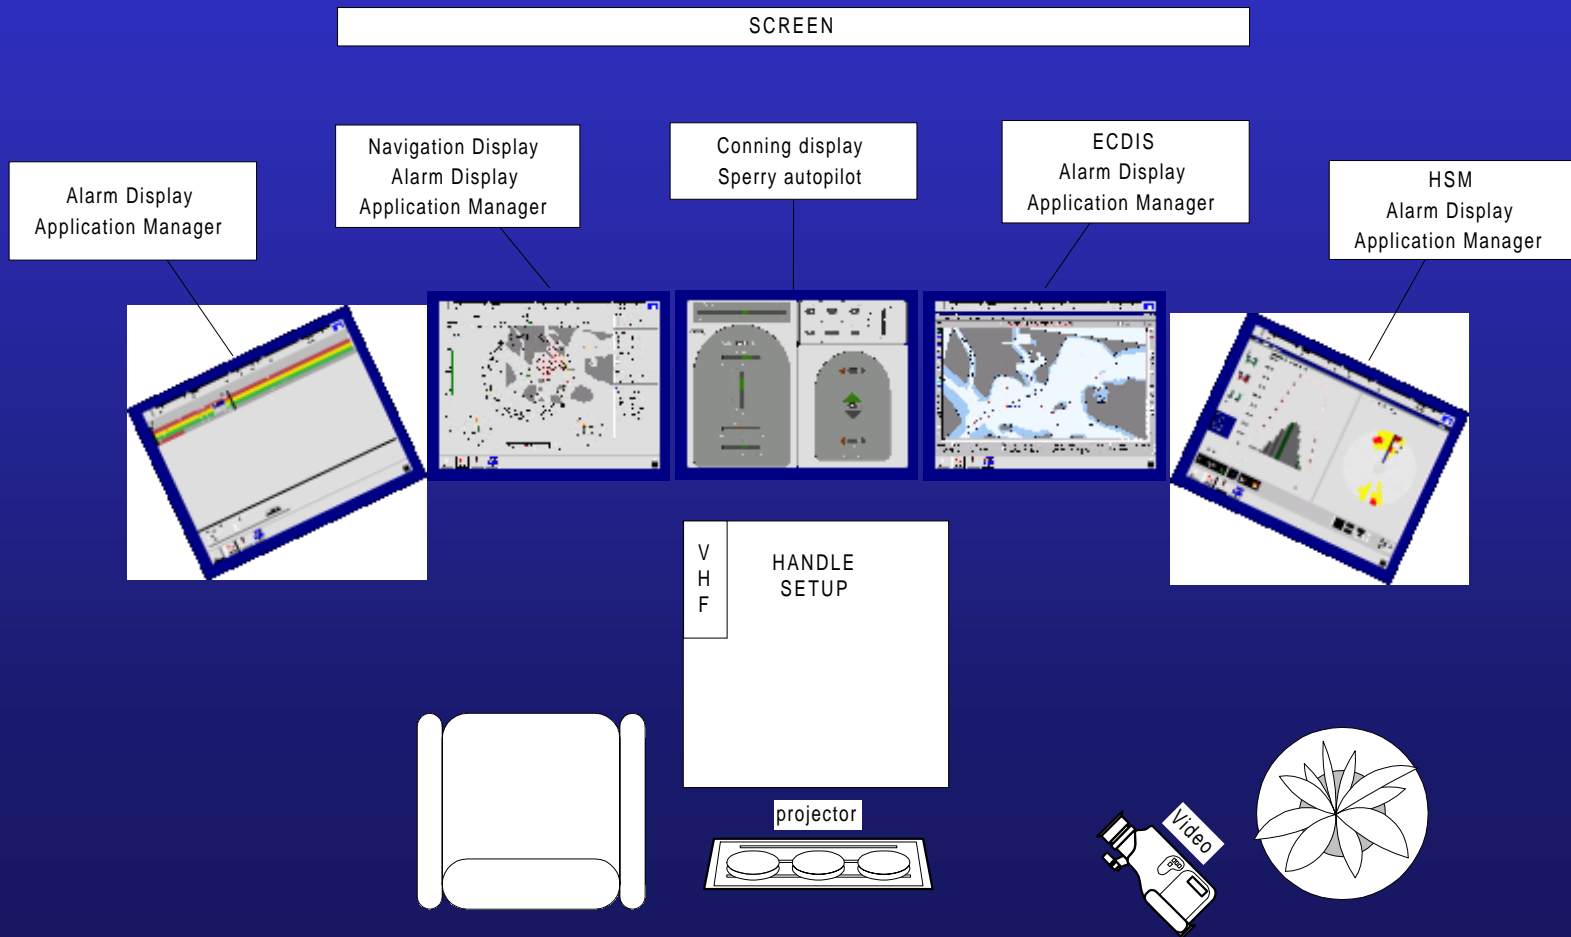 SCREEN
Alarm Display
Application Manager
Navigation Display
Alarm Display
Application Manager
Conning display
Sperry autopilot
ECDIS
Alarm Display
Application Manager
HSM
Alarm Display
Application Manager
V
H
F
HANDLE
SETUP
projector
Video